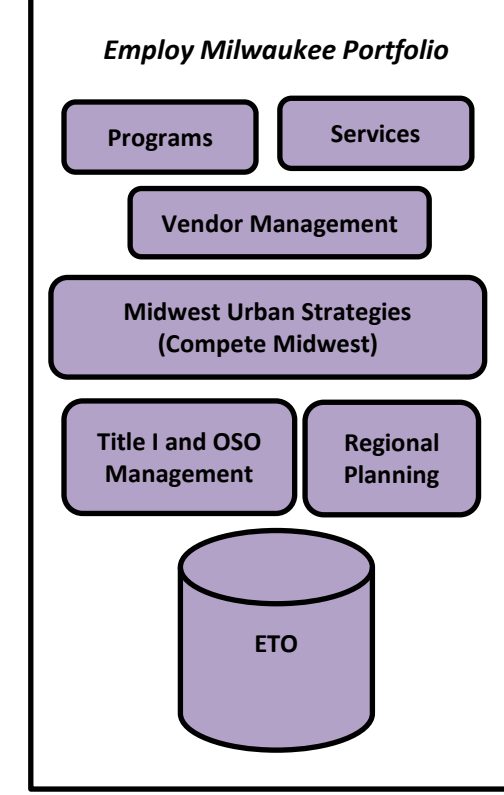 Employ Milwaukee Portfolio
Programs
Services
Vendor Management
Midwest Urban Strategies
(Compete Midwest)
Title I and OSO
Management
Regional
Planning
ETO